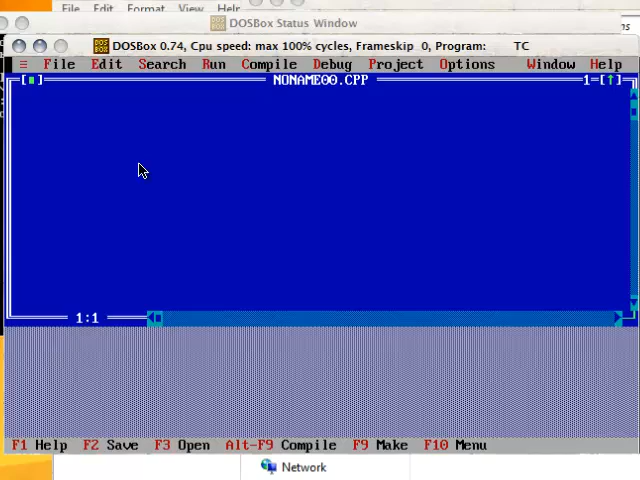 File Edit Format View Help
DOSBox Status Window
DOSBox 0.74, Cpu speed: max 100% cycles, Frameskip 0, Program: TC
≡ File Edit Search Run Compile Debug Project Options Window Help
[■] NONAME00.CPP 1=[↑]
1:1
F1 Help F2 Save F3 Open Alt-F9 Compile F9 Make F10 Menu
Network